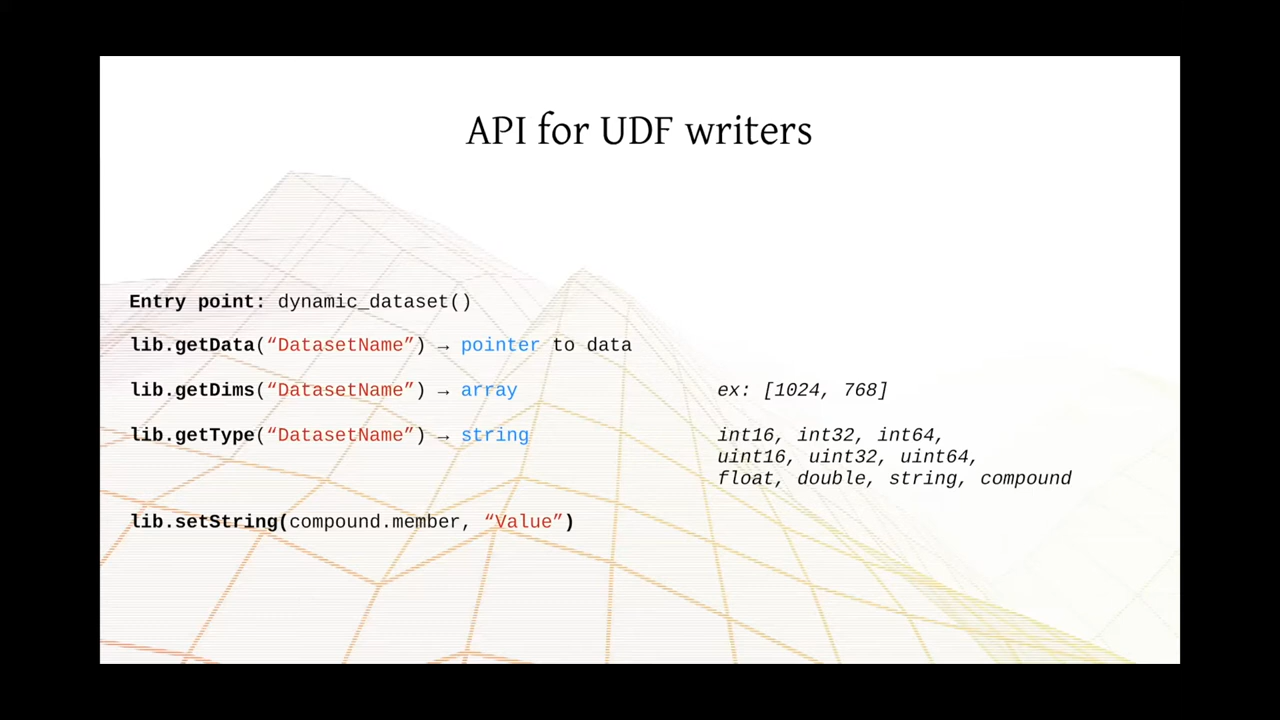 API for UDF writers
Entry point: dynamic_dataset()
lib.getData(“DatasetName”) → pointer to data
lib.getDims(“DatasetName”) → array ex: [1024, 768]
lib.getType(“DatasetName”) → string int16, int32, int64,
uint16, uint32, uint64,
float, double, string, compound
lib.setString(compound.member, “Value”)